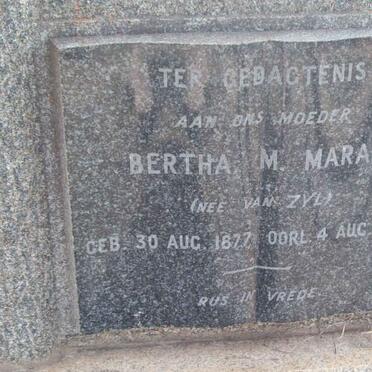 TER GEDAGTENIS
AAN ONS MOEDER
BERTHA. M. MARA
(NEE VAN ZYL)
GEB. 30 AUG. 1877. OORL. 4 AUG.
RUS IN VREDE